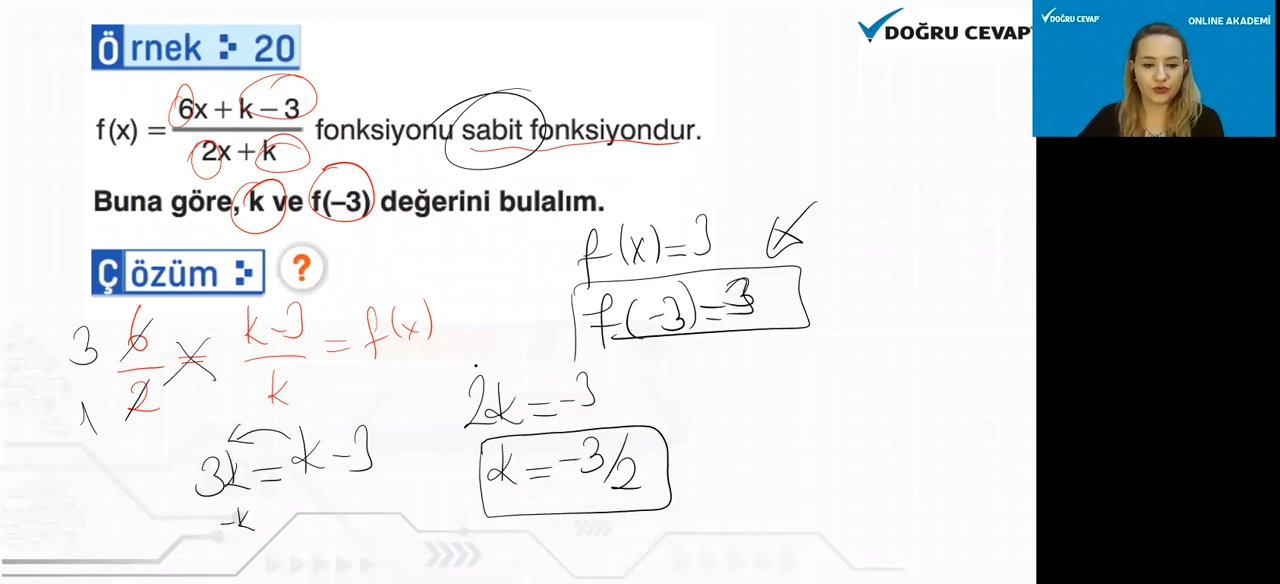 Örnek 20
DOĞRU CEVAP
DOĞRU CEVAP
ONLINE AKADEMİ
f(x) = (6x + k – 3)/(2x + k) fonksiyonu sabit fonksiyondur.
Buna göre, k ve f(–3) değerini bulalım.
Çözüm ?
f(x)=3
f(-3)=3
3 6/2 = k-3/k = f(x)
1
2k = -3
3k = k-3
k = -3/2
-k